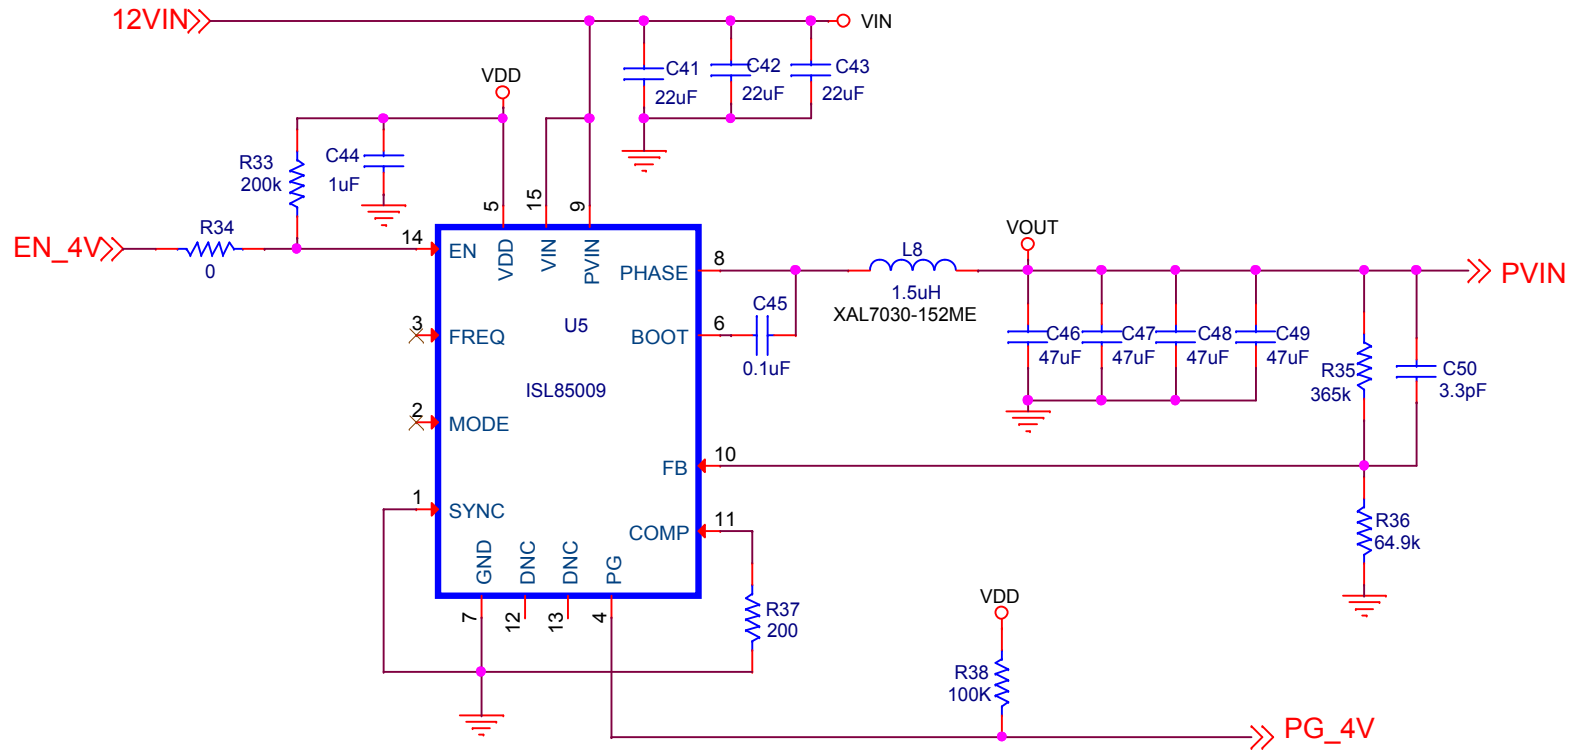 12VIN
VIN
VDD
C41
22uF
C42
22uF
C43
22uF
R33
200k
C44
1uF
5
15
9
R34
0
EN_4V
14
EN
VDD
VIN
PVIN
PHASE
8
L8
1.5uH
XAL7030-152ME
VOUT
PVIN
3
FREQ
U5
BOOT
6
C45
0.1uF
C46
47uF
C47
47uF
C48
47uF
C49
47uF
R35
365k
C50
3.3pF
ISL85009
2
MODE
FB
10
1
SYNC
COMP
11
R36
64.9k
GND
DNC
DNC
PG
7
12
13
4
R37
200
VDD
R38
100K
PG_4V